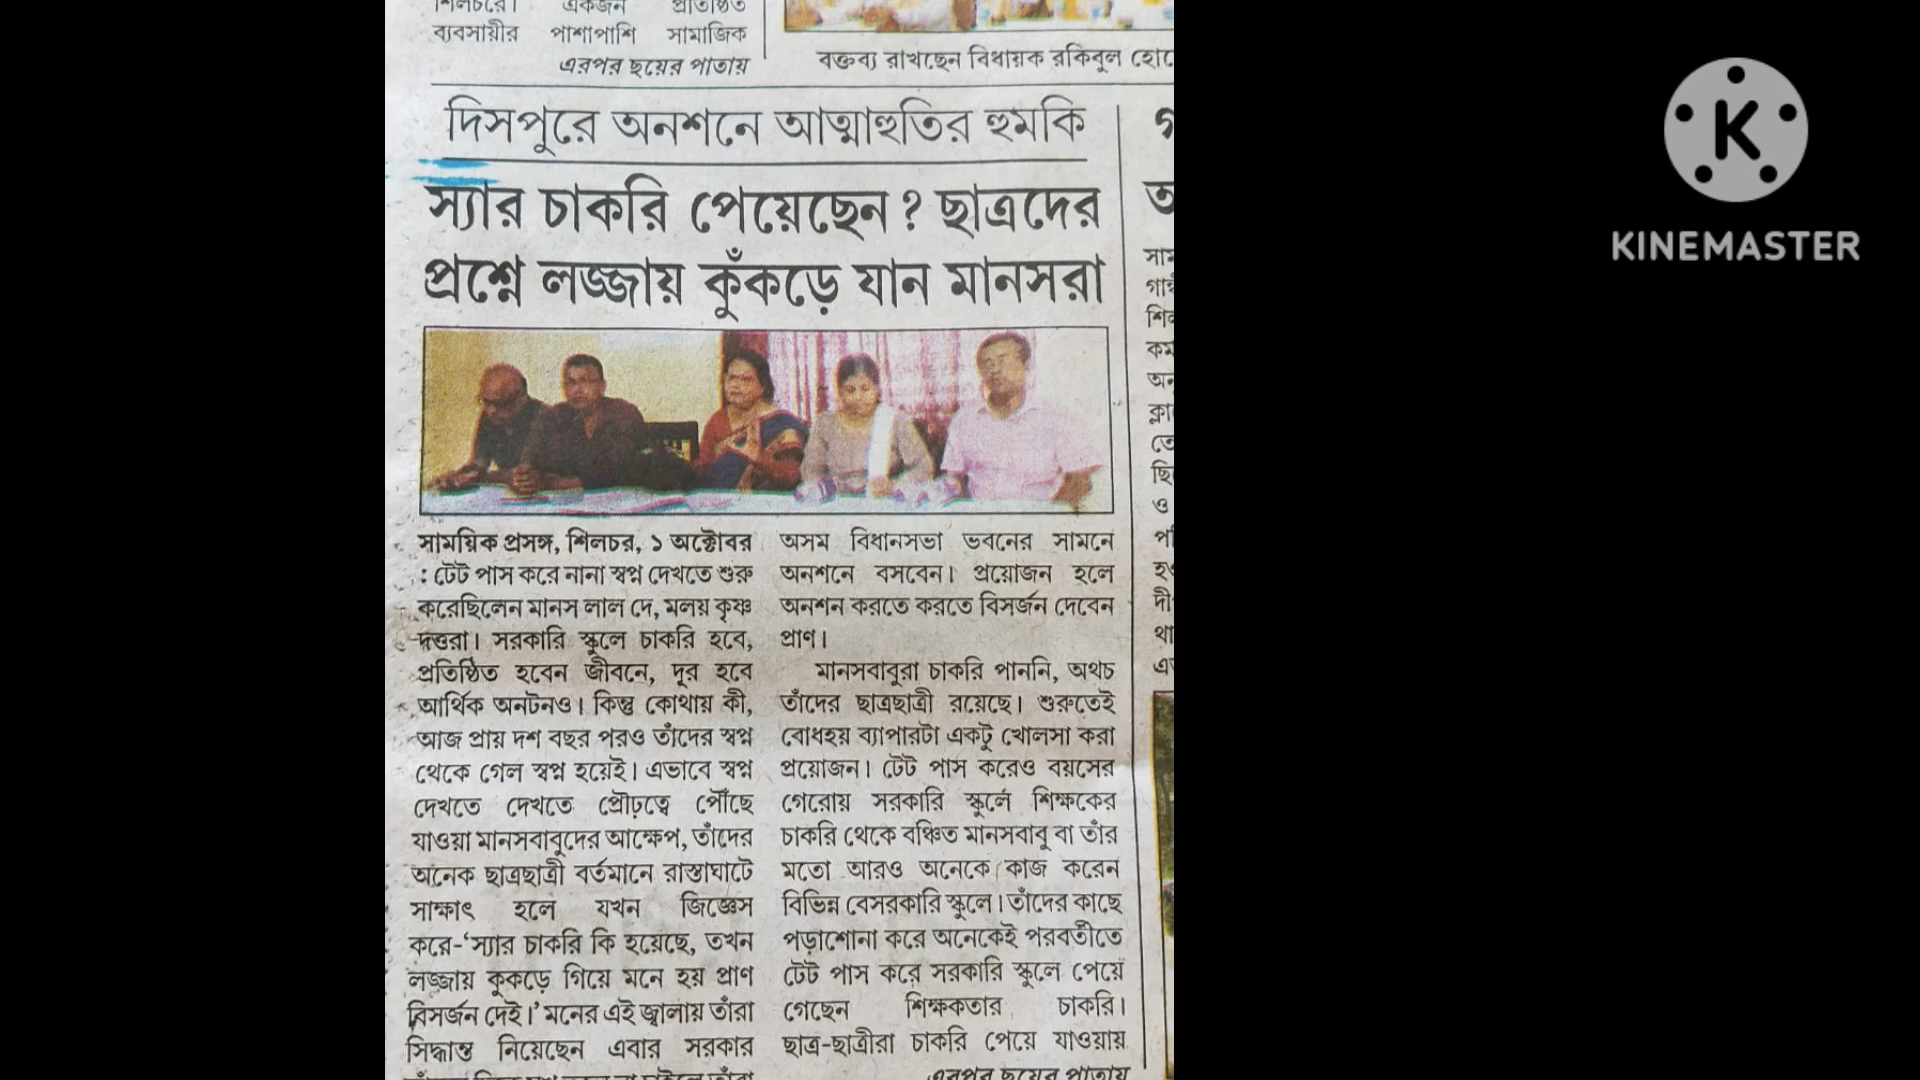 শিলচরে। একজন প্রতিষ্ঠিত
ব্যবসায়ীর পাশাপাশি সামাজিক
এরপর ছয়ের পাতায়
বক্তব্য রাখছেন বিধায়ক রকিবুল
দিসপুরে অনশনে আত্মাহুতির হুমকি
স্যার চাকরি পেয়েছেন? ছাত্রদের
প্রশ্নে লজ্জায় কুঁকড়ে যান মানসরা
সাময়িক প্রসঙ্গ, শিলচর, ১ অক্টোবর
: টেট পাস করে নানা স্বপ্ন দেখতে শুরু
করেছিলেন মানস লাল দে, মলয় কৃষ্ণ
দত্তরা। সরকারি স্কুলে চাকরি হবে,
প্রতিষ্ঠিত হবেন জীবনে, দূর হবে
আর্থিক অনটনও। কিন্তু কোথায় কী,
আজ প্রায় দশ বছর পরও তাঁদের স্বপ্ন
থেকে গেল স্বপ্ন হয়েই। এভাবে স্বপ্ন
দেখতে দেখতে প্রৌঢ়ত্বে পৌঁছে
যাওয়া মানসবাবুদের আক্ষেপ, তাঁদের
অনেক ছাত্রছাত্রী বর্তমানে রাস্তাঘাটে
সাক্ষাৎ হলে যখন জিজ্ঞেস
করে-‘স্যার চাকরি কি হয়েছে, তখন
লজ্জায় কুকড়ে গিয়ে মনে হয় প্রাণ
বিসর্জন দেই।’ মনের এই জ্বালায় তাঁরা
সিদ্ধান্ত নিয়েছেন এবার সরকার
অসম বিধানসভা ভবনের সামনে
অনশনে বসবেন। প্রয়োজন হলে
অনশন করতে করতে বিসর্জন দেবেন
প্রাণ।
মানসবাবুরা চাকরি পাননি, অথচ
তাঁদের ছাত্রছাত্রী রয়েছে। শুরুতেই
বোধহয় ব্যাপারটা একটু খোলসা করা
প্রয়োজন। টেট পাস করেও বয়সের
গেরোয় সরকারি স্কুলে শিক্ষকের
চাকরি থেকে বঞ্চিত মানসবাবু বা তাঁর
মতো আরও অনেকে কাজ করেন
বিভিন্ন বেসরকারি স্কুলে। তাঁদের কাছে
পড়াশোনা করে অনেকেই পরবর্তীতে
টেট পাস করে সরকারি স্কুলে পেয়ে
গেছেন শিক্ষকতার চাকরি।
ছাত্র-ছাত্রীরা চাকরি পেয়ে যাওয়ায়
এরপর ছয়ের পাতায়
KINEMASTER